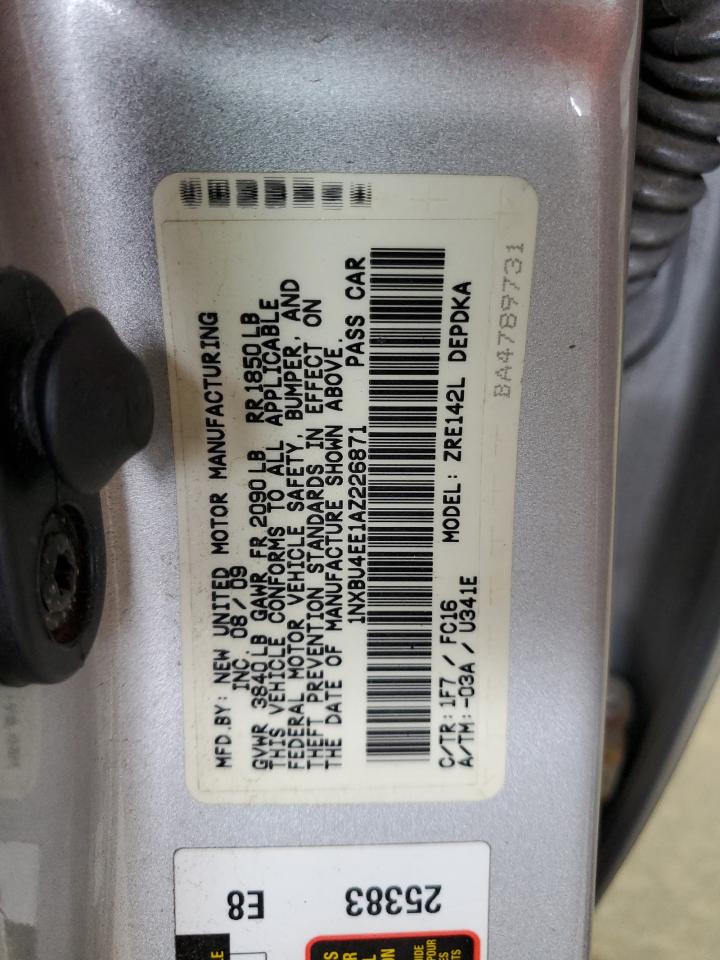 MFD.BY: NEW UNITED MOTOR MANUFACTURING
INC. 08/09
GVWR 3840LB GAWR FR 2090LB RR 1850LB
THIS VEHICLE CONFORMS TO ALL APPLICABLE
FEDERAL MOTOR VEHICLE SAFETY, BUMPER, AND
THEFT PREVENTION STANDARDS IN EFFECT ON
THE DATE OF MANUFACTURE SHOWN ABOVE.
1NXBU4EE1AZ226871 PASS CAR
C/TR: 1F7 / FC16 MODEL: ZRE142L DEPDKA
A/TM: -03A / U341E
BA4789731
E8
25383